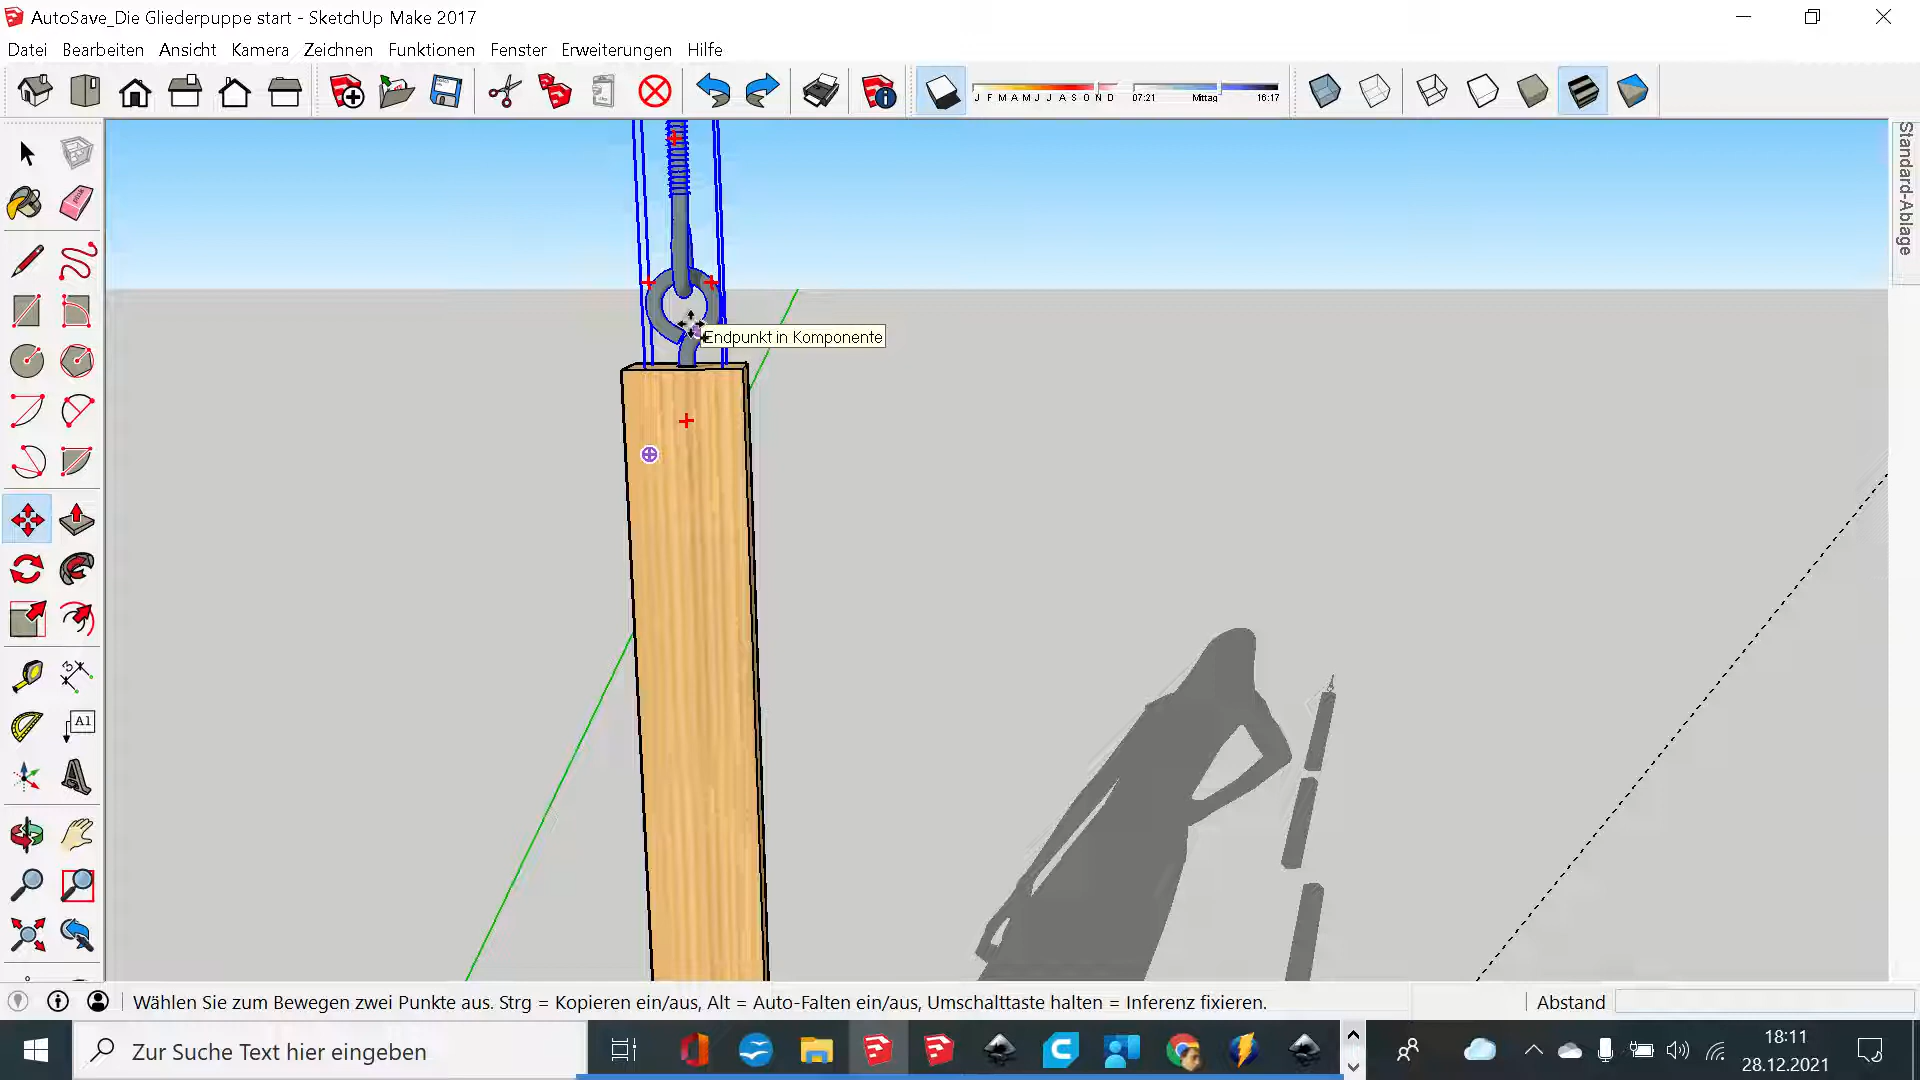 AutoSave_Die Gliederpuppe start - SketchUp Make 2017
Datei Bearbeiten Ansicht Kamera Zeichnen Funktionen Fenster Erweiterungen Hilfe
J F M A M J J A S O N D 07:21 Mittag 16:17
Standard-Ablage
Endpunkt in Komponente
A1
Wählen Sie zum Bewegen zwei Punkte aus. Strg = Kopieren ein/aus, Alt = Auto-Falten ein/aus, Umschalttaste halten = Inferenz fixieren.
Abstand
Zur Suche Text hier eingeben
18:11
28.12.2021